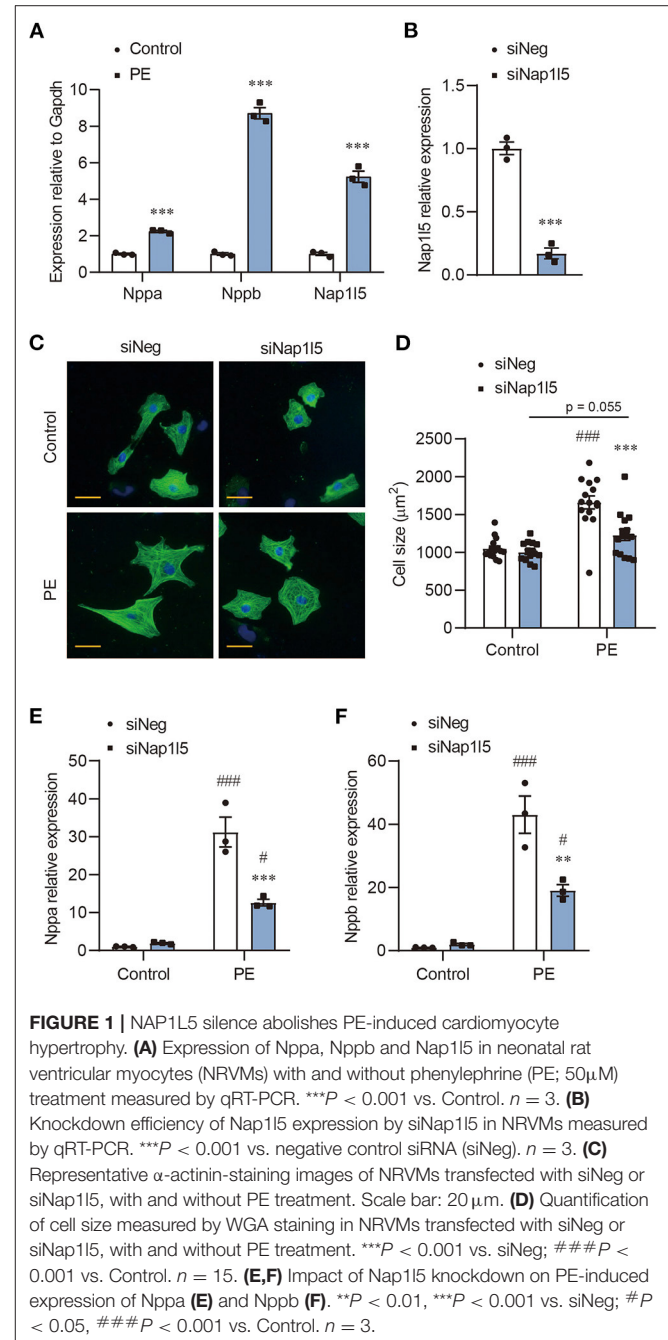 A
Control
PE
Expression relative to Gapdh
10
8
6
4
2
0
***
***
***
Nppa
Nppb
Nap1l5
B
siNeg
siNap1l5
Nap1l5 relative expression
1.5
1.0
0.5
0.0
***
C
siNeg
siNap1l5
Control
PE
D
siNeg
siNap1l5
p = 0.055
Cell size (μm²)
2500
2000
1500
1000
500
0
###
***
Control
PE
E
siNeg
siNap1l5
Nppa relative expression
50
40
30
20
10
0
###
#
***
Control
PE
F
siNeg
siNap1l5
Nppb relative expression
60
40
20
0
###
#
**
Control
PE
FIGURE 1 | NAP1L5 silence abolishes PE-induced cardiomyocyte
hypertrophy. (A) Expression of Nppa, Nppb and Nap1l5 in neonatal rat
ventricular myocytes (NRVMs) with and without phenylephrine (PE; 50μM)
treatment measured by qRT-PCR. ***P < 0.001 vs. Control. n = 3. (B)
Knockdown efficiency of Nap1l5 expression by siNap1l5 in NRVMs measured
by qRT-PCR. ***P < 0.001 vs. negative control siRNA (siNeg). n = 3. (C)
Representative α-actinin-staining images of NRVMs transfected with siNeg or
siNap1l5, with and without PE treatment. Scale bar: 20 μm. (D) Quantification
of cell size measured by WGA staining in NRVMs transfected with siNeg or
siNap1l5, with and without PE treatment. ***P < 0.001 vs. siNeg; ###P <
0.001 vs. Control. n = 15. (E,F) Impact of Nap1l5 knockdown on PE-induced
expression of Nppa (E) and Nppb (F). **P < 0.01, ***P < 0.001 vs. siNeg; #P
< 0.05, ###P < 0.001 vs. Control. n = 3.